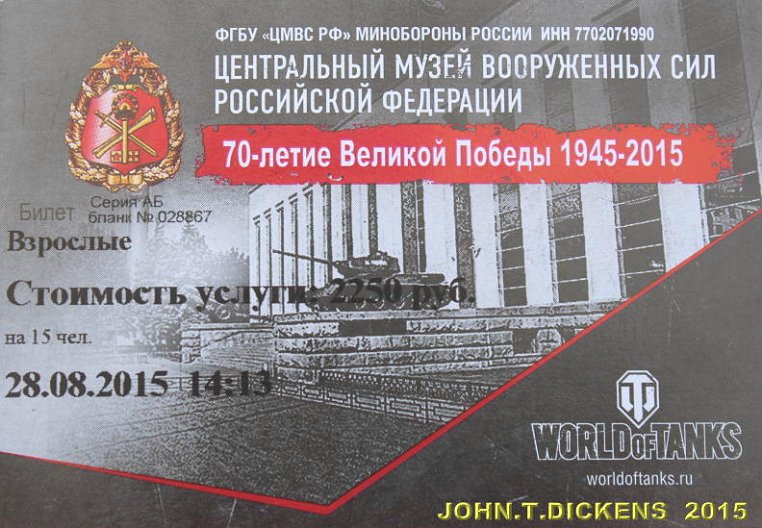 ФГБУ «ЦМВС РФ» МИНОБОРОНЫ РОССИИ ИНН 7702071990
ЦЕНТРАЛЬНЫЙ МУЗЕЙ ВООРУЖЕННЫХ СИЛ
РОССИЙСКОЙ ФЕДЕРАЦИИ
70-летие Великой Победы 1945-2015
Билет Серия АБ
бланк № 028867
Взрослые
Стоимость услуги: 2250 руб.
на 15 чел.
28.08.2015 14:13
WORLD OF TANKS
worldoftanks.ru
JOHN.T.DICKENS 2015